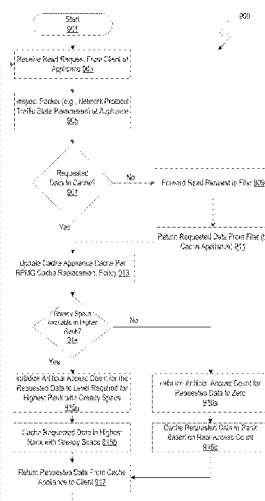 Start
901
900
Receive Read Request From Client at
Appliance 903
Inspect Packet (e.g., Network Protocol
Traffic State Parameters) at Appliance
905
Requested
Data In Cache?
907
No
Forward Read Request to Filer 909
Yes
Return Requested Data From Filer (to
Cache Appliance) 911
Update Cache Appliance Cache Per
RPMC Cache Replacement Policy 913
Greedy Space
Available in Higher
Rank?
No
Yes
Initialize Artificial Access Count for the
Requested Data to Level Required for
Highest Rank with Greedy Space
915a
Initialize Artificial Access Count for
Requested Data to Zero
Cache Requested Data in Highest
Rank with Greedy Space 915b
Cache Requested Data in Rank
Based on Real Access Count
Return Requested Data From Cache
Appliance to Client 917